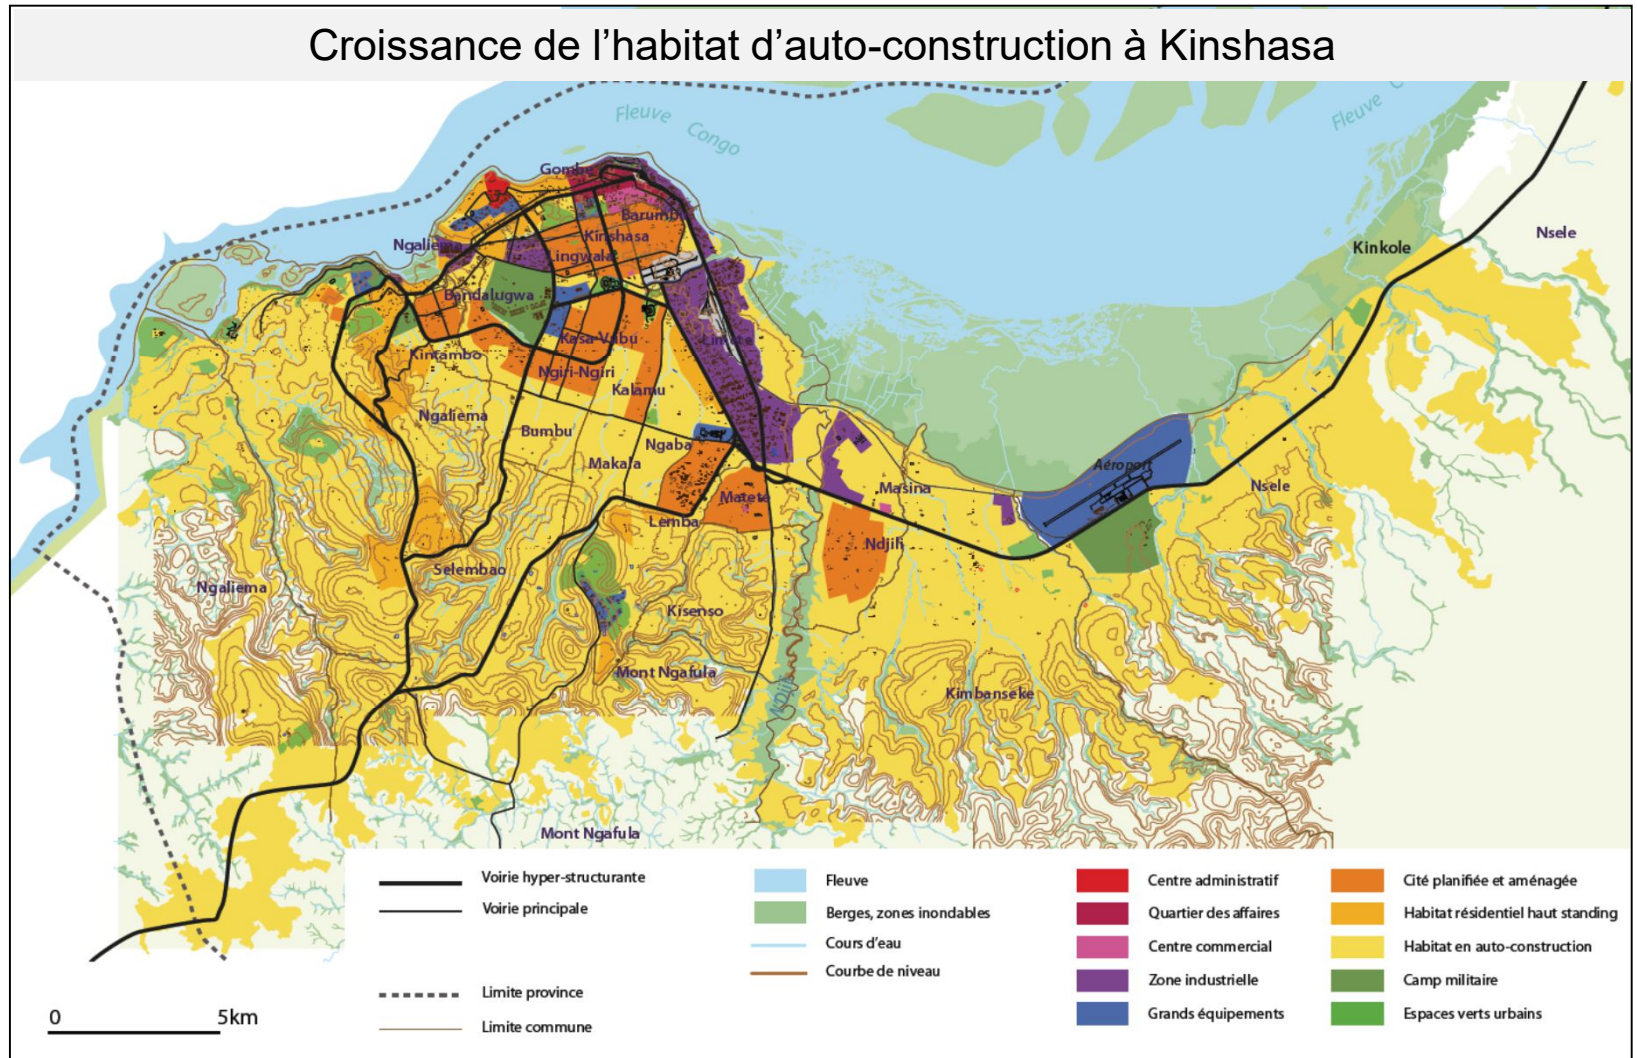 Croissance de l’habitat d’auto-construction à Kinshasa
Fleuve Congo
Fleuve C
Gombe
Barumbu
Kinshasa
Ngaliema
Lingwala
Kinkole
Nsele
Bandalugwa
Kasa-Vubu
Limete
Kintambo
Ngiri-Ngiri
Kalamu
Ngaliema
Bumbu
Ngaba
Makala
Aéroport
Matete
Masina
Nsele
Lemba
Ndjili
Selembao
Ngaliema
Kisenso
Mont Ngafula
N'Djili
Kimbanseke
Mont Ngafula
Voirie hyper-structurante
Voirie principale
Limite province
Limite commune
0 5km
Fleuve
Berges, zones inondables
Cours d’eau
Courbe de niveau
Centre administratif
Quartier des affaires
Centre commercial
Zone industrielle
Grands équipements
Cité planifiée et aménagée
Habitat résidentiel haut standing
Habitat en auto-construction
Camp militaire
Espaces verts urbains